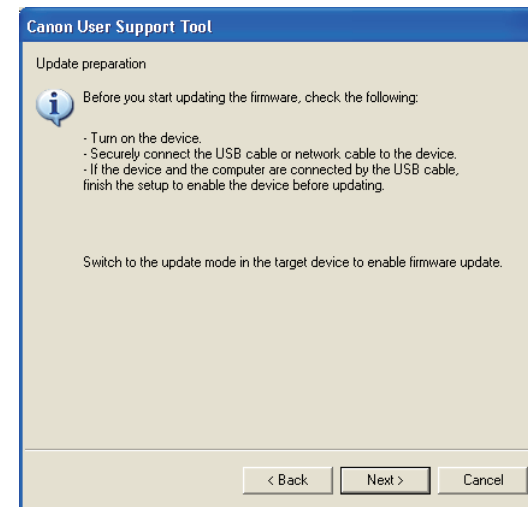 Canon User Support Tool
Update preparation
Before you start updating the firmware, check the following:
- Turn on the device.
- Securely connect the USB cable or network cable to the device.
- If the device and the computer are connected by the USB cable,
finish the setup to enable the device before updating.
Switch to the update mode in the target device to enable firmware update.
< Back Next > Cancel